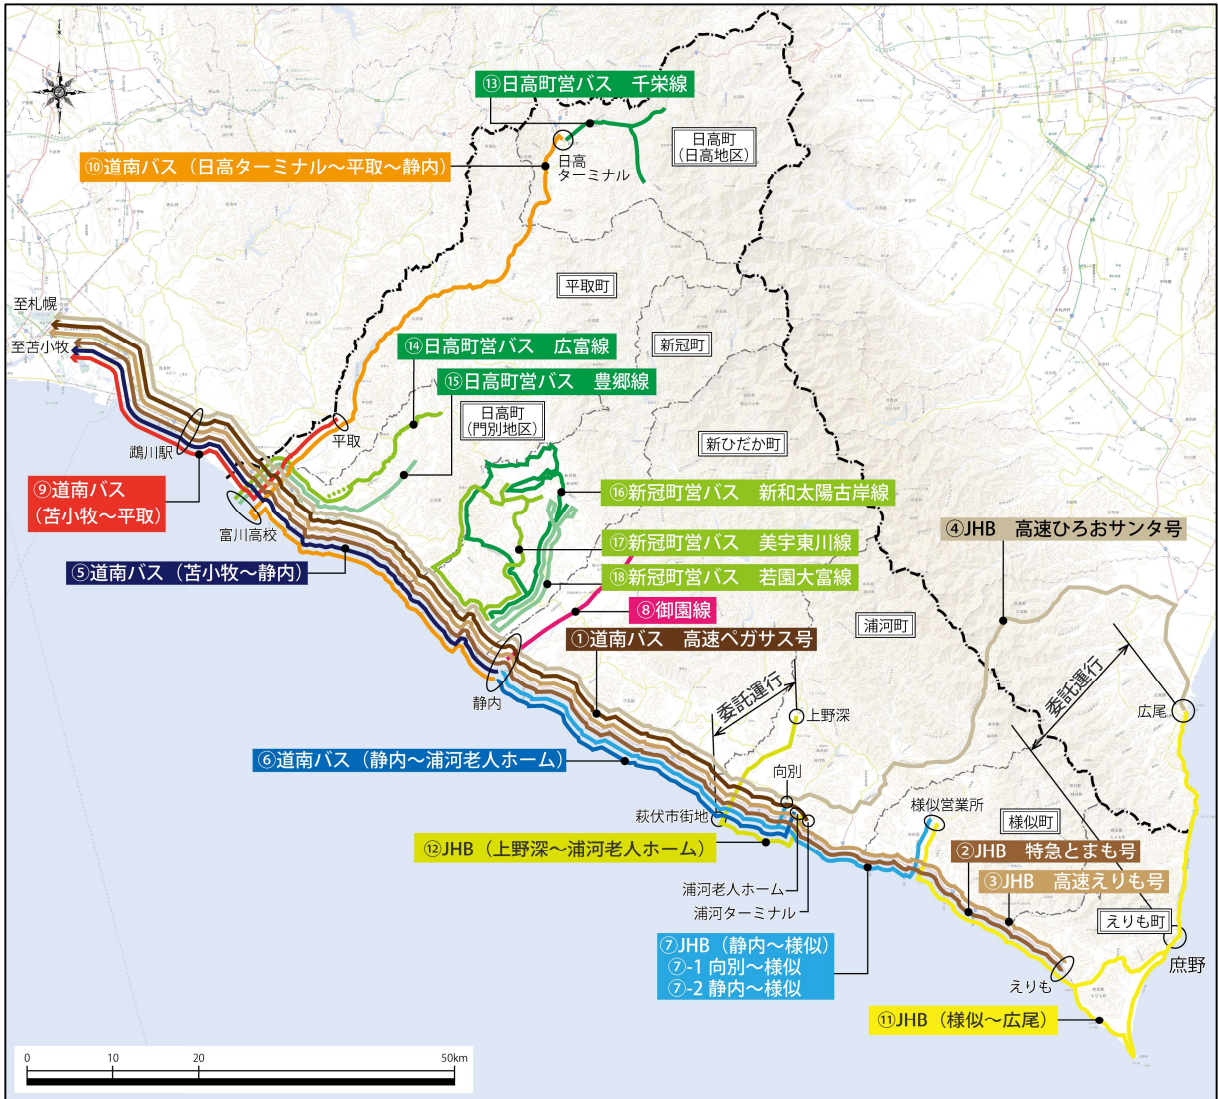 ⑬日高町営バス　千栄線
日高町
（日高地区）
日高
ターミナル
⑩道南バス（日高ターミナル～平取～静内）
平取町
至札幌
至苫小牧
新冠町
⑭日高町営バス　広富線
⑮日高町営バス　豊郷線
日高町
（門別地区）
平取
新ひだか町
鵡川駅
⑨道南バス
（苫小牧～平取）
富川高校
⑯新冠町営バス　新和太陽古岸線
④JHB　高速ひろおサンタ号
⑰新冠町営バス　美宇東川線
⑤道南バス（苫小牧～静内）
⑱新冠町営バス　若園大富線
⑧御園線
浦河町
①道南バス　高速ペガサス号
委託運行
委託運行
静内
上野深
広尾
⑥道南バス（静内～浦河老人ホーム）
向別
様似営業所
萩伏市街地
様似町
⑫JHB（上野深～浦河老人ホーム）
②JHB　特急とまも号
③JHB　高速えりも号
浦河老人ホーム
浦河ターミナル
えりも町
⑦JHB（静内～様似）
⑦-1 向別～様似
⑦-2 静内～様似
庶野
えりも
⑪JHB（様似～広尾）
0 10 20 50km